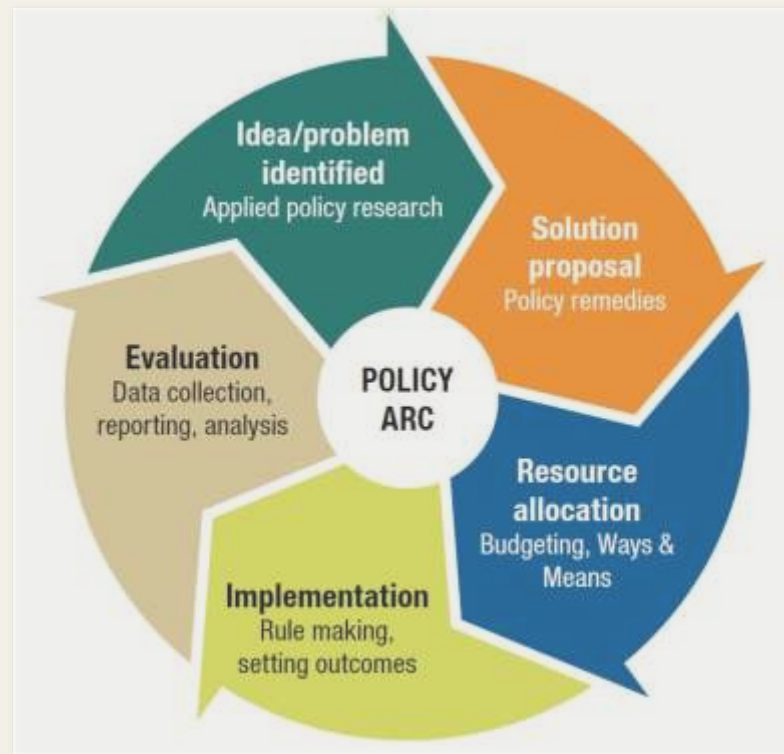 Idea/problem
identified
Applied policy research
Solution
proposal
Policy remedies
Resource
allocation
Budgeting, Ways &
Means
Implementation
Rule making,
setting outcomes
Evaluation
Data collection,
reporting, analysis
POLICY
ARC